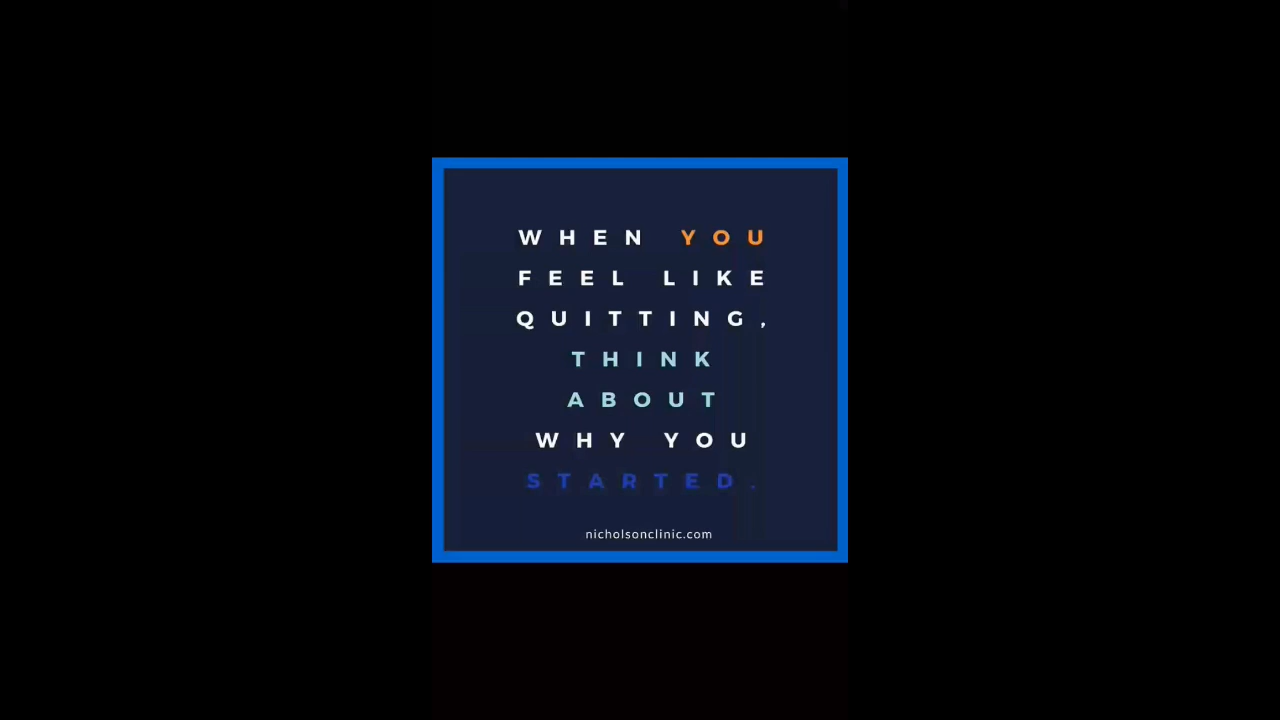 WHEN YOU
FEEL LIKE
QUITTING,
THINK
ABOUT
WHY YOU
STARTED.
nicholsonclinic.com